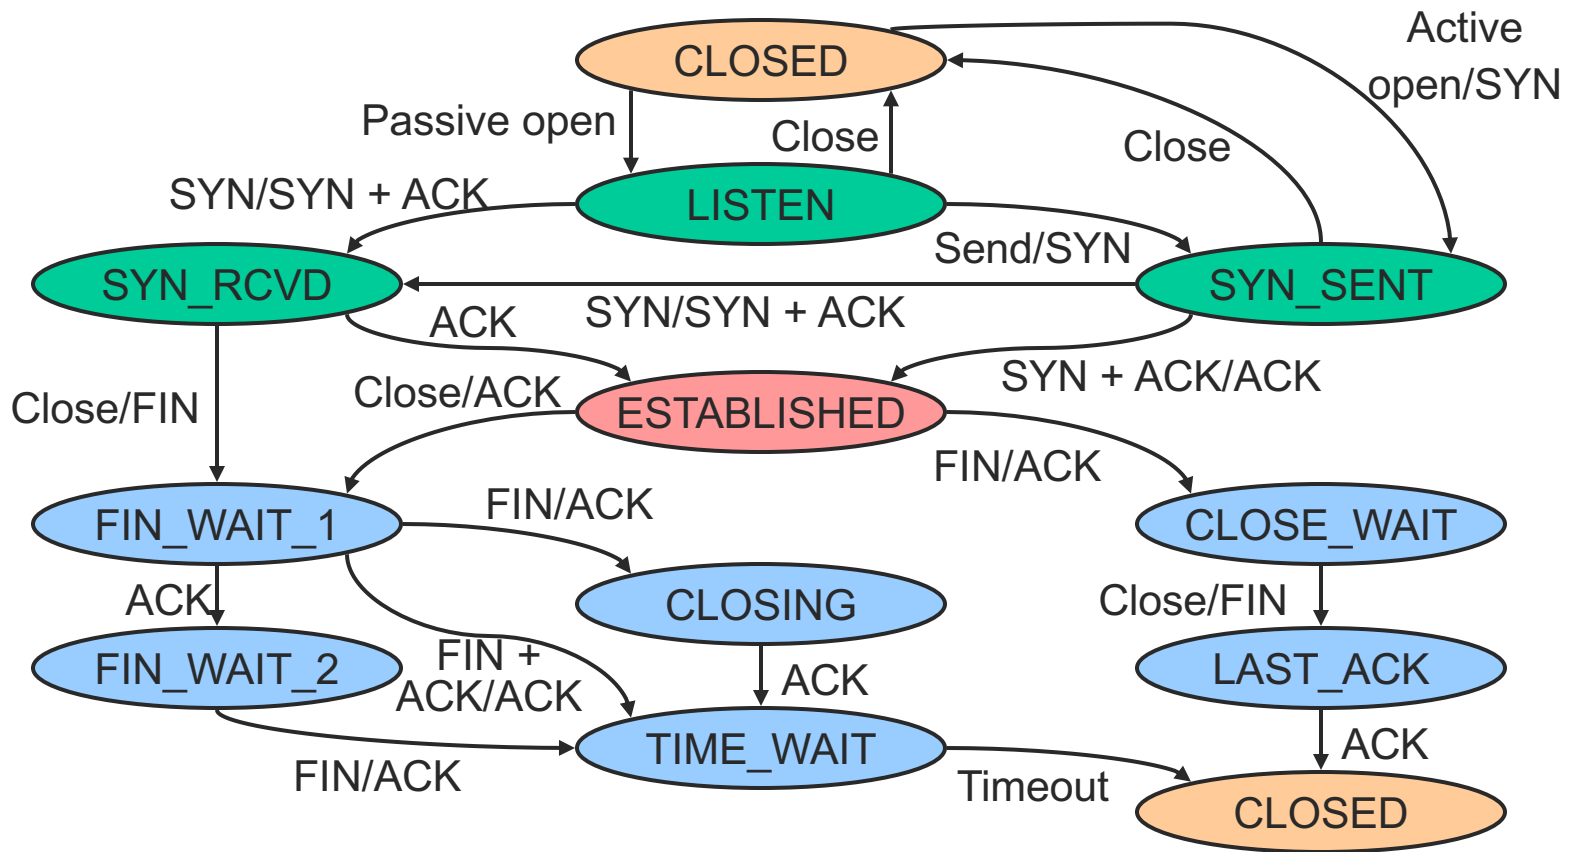 CLOSED
Active
open/SYN
Passive open
Close
Close
SYN/SYN + ACK
LISTEN
Send/SYN
SYN_RCVD
SYN_SENT
SYN/SYN + ACK
ACK
SYN + ACK/ACK
Close/FIN
Close/ACK
ESTABLISHED
FIN/ACK
FIN_WAIT_1
FIN/ACK
CLOSE_WAIT
ACK
CLOSING
Close/FIN
FIN_WAIT_2
FIN +
ACK/ACK
ACK
LAST_ACK
FIN/ACK
TIME_WAIT
Timeout
ACK
CLOSED